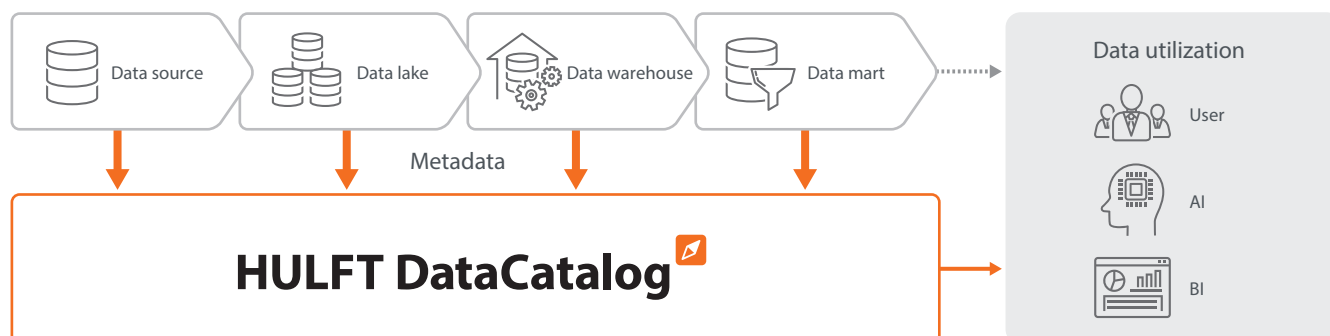 Data source
Data lake
Data warehouse
Data mart
Metadata
HULFT DataCatalog
Data utilization
User
AI
BI